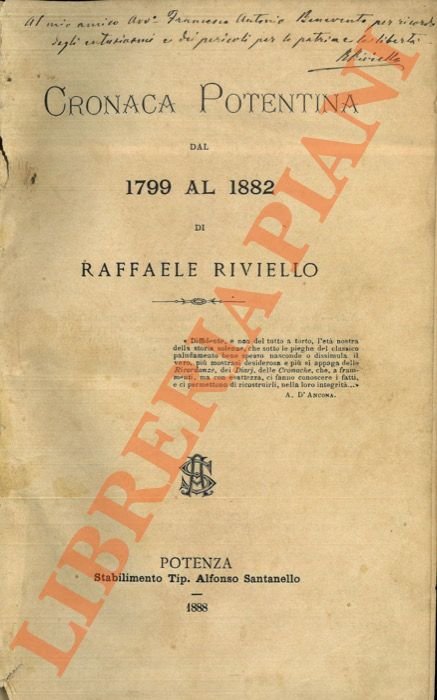 Al mio amico Avvo. Francesco Antonio Benevento per ricordo
degli entusiasmi e dei pericoli per la patria e la libertà
RRiviello
CRONACA POTENTINA
DAL
1799 AL 1882
DI
RAFFAELE RIVIELLO
« Diffidente, e non del tutto a torto, l'età nostra
della storia solenne, che sotto le pieghe del classico
paludamento bene spesso nasconde o dissimula il
vero, più mostrasi desiderosa e più si appaga delle
Ricordanze, dei Diarj, delle Cronache, che, a fram-
menti, ma con esattezza, ci fanno conoscere i fatti,
e ci permettono di ricostruirli, nella loro integrità...»
A. D'ANCONA.
POTENZA
Stabilimento Tip. Alfonso Santanello
1888
LIBRERIA PIANI